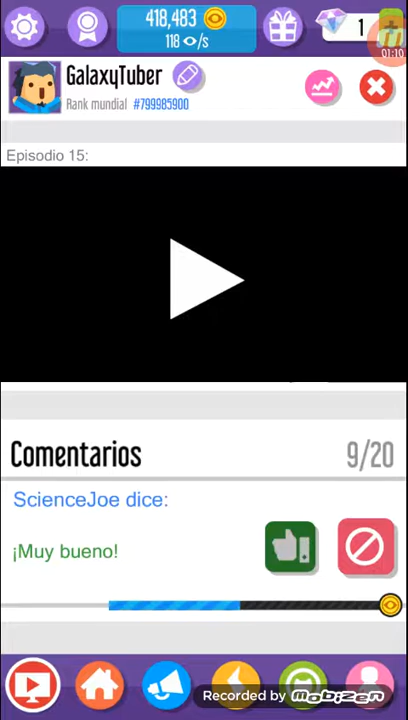 418,483
118 /s
1
01:10
GalaxyTuber
Rank mundial #799985900
Episodio 15:
Comentarios 9/20
ScienceJoe dice:
¡Muy bueno!
Recorded by mobizen